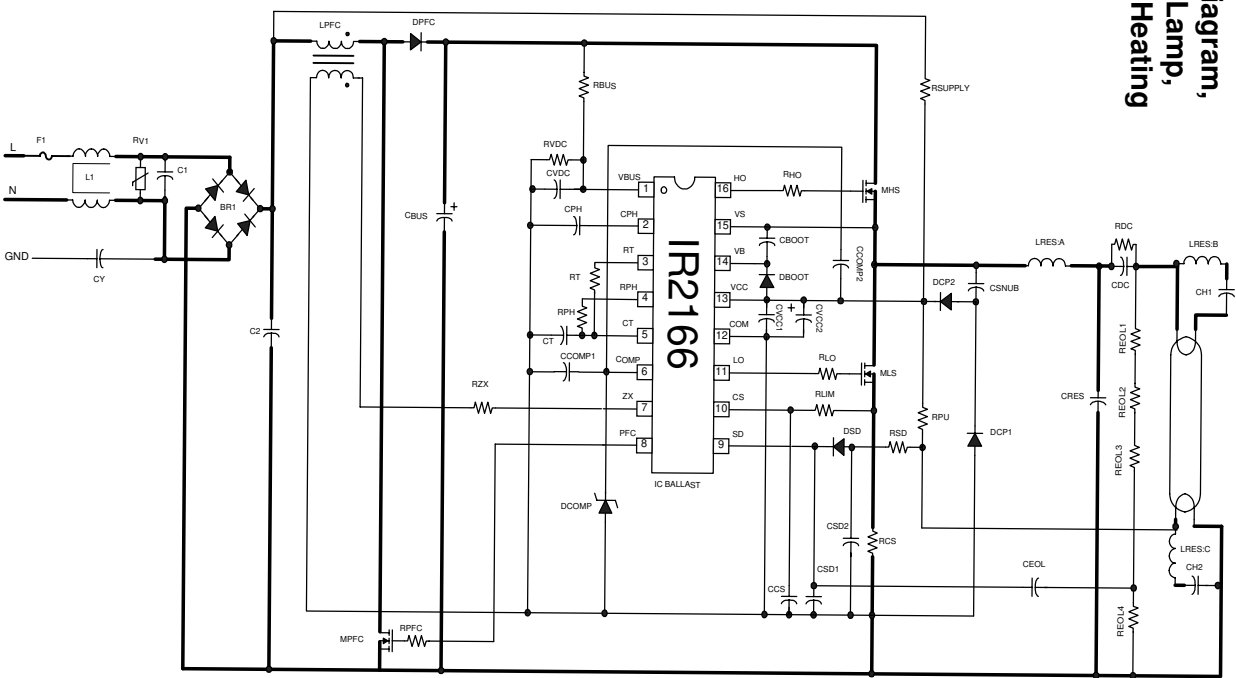 iagram,
Lamp,
Heating
LPFC
DPFC
RBUS
RSUPPLY
L
F1
RV1
L1
C1
N
BR1
GND
CY
C2
CBUS
+
RVDC
CVDC
CPH
RT
RPH
CT
CCOMP1
RZX
DCOMP
MPFC
RPFC
VBUS
1
CPH
2
RT
3
RPH
4
CT
5
COMP
6
ZX
7
PFC
8
IR2166
IC BALLAST
16
HO
15
VS
14
VB
13
VCC
12
COM
11
LO
10
CS
9
SD
RHO
MHS
CBOOT
DBOOT
CCOMP2
CVCC1
+
CVCC2
RLO
MLS
RLIM
DSD
RSD
RPU
CSD2
RCS
CCS
CSD1
DCP2
CSNUB
DCP1
LRES:A
RDC
CDC
LRES:B
CH1
CRES
REOL1
REOL2
REOL3
CEOL
REOL4
LRES:C
CH2